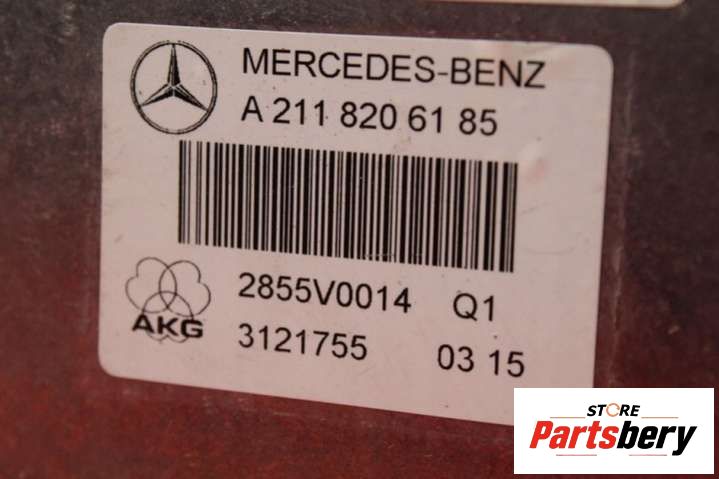 MERCEDES-BENZ
A 211 820 61 85
2855V0014 Q1
AKG
3121755 03 15
STORE
Partsbery